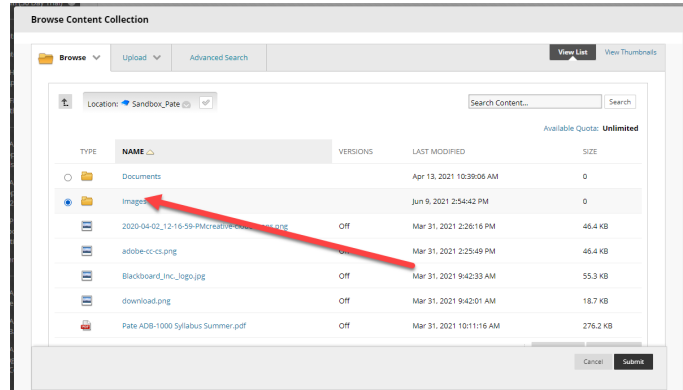 Browse Content Collection
Browse Upload Advanced Search View List View Thumbnails
Location: Sandbox_Pate Search Content... Search
Available Quota: Unlimited
TYPE NAME VERSIONS LAST MODIFIED SIZE
Documents Apr 13, 2021 10:39:06 AM 0
Images Jun 9, 2021 2:54:42 PM 0
2020-04-02_12-16-59-PMcreative-cloud .png Off Mar 31, 2021 2:26:16 PM 46.4 KB
adobe-cc-cs.png Off Mar 31, 2021 2:25:49 PM 46.4 KB
Blackboard_Inc._logo.jpg Off Mar 31, 2021 9:42:33 AM 55.3 KB
download.png Off Mar 31, 2021 9:42:01 AM 18.7 KB
Pate ADB-1000 Syllabus Summer.pdf Off Mar 31, 2021 10:11:16 AM 276.2 KB
Cancel Submit